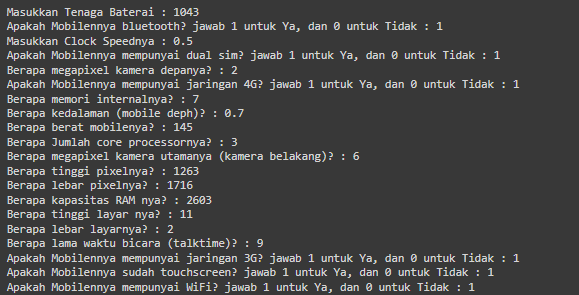 Masukkan Tenaga Baterai : 1043
Apakah Mobilennya bluetooth? jawab 1 untuk Ya, dan 0 untuk Tidak : 1
Masukkan Clock Speednya : 0.5
Apakah Mobilennya mempunyai dual sim? jawab 1 untuk Ya, dan 0 untuk Tidak : 1
Berapa megapixel kamera depanya? : 2
Apakah Mobilennya mempunyai jaringan 4G? jawab 1 untuk Ya, dan 0 untuk Tidak : 1
Berapa memori internalnya? : 7
Berapa kedalaman (mobile deph)? : 0.7
Berapa berat mobilenya? : 145
Berapa Jumlah core processornya? : 3
Berapa megapixel kamera utamanya (kamera belakang)? : 6
Berapa tinggi pixelnya? : 1263
Berapa lebar pixelnya? : 1716
Berapa kapasitas RAM nya? : 2603
Berapa tinggi layar nya? : 11
Berapa lebar layarnya? : 2
Berapa lama waktu bicara (talktime)? : 9
Apakah Mobilennya mempunyai jaringan 3G? jawab 1 untuk Ya, dan 0 untuk Tidak : 1
Apakah Mobilennya sudah touchscreen? jawab 1 untuk Ya, dan 0 untuk Tidak : 1
Apakah Mobilennya mempunyai WiFi? jawab 1 untuk Ya, dan 0 untuk Tidak : 1